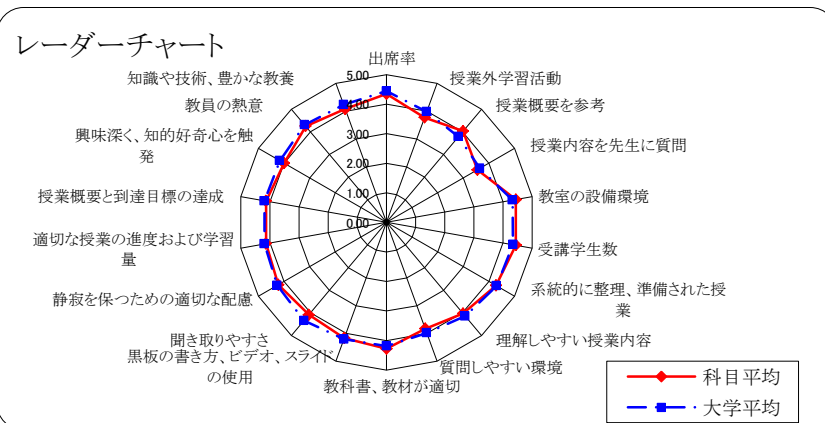 レーダーチャート
出席率
授業外学習活動
授業概要を参考
授業内容を先生に質問
教室の設備環境
受講学生数
系統的に整理、準備された授
業
理解しやすい授業内容
質問しやすい環境
教科書、教材が適切
黒板の書き方、ビデオ、スライド
の使用
聞き取りやすさ
静寂を保つための適切な配慮
適切な授業の進度および学習
量
授業概要と到達目標の達成
興味深く、知的好奇心を触
発
教員の熱意
知識や技術、豊かな教養
5.00
4.00
3.00
2.00
1.00
0.00
科目平均
大学平均